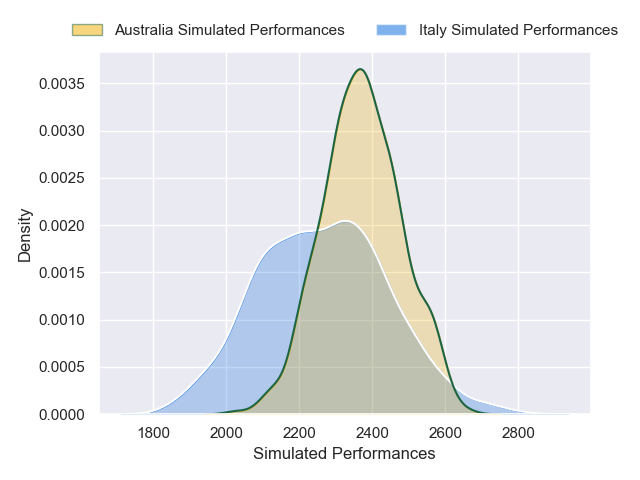 Australia Simulated Performances Italy Simulated Performances
0.0035
0.0030
0.0025
0.0020
0.0015
0.0010
0.0005
0.0000
Density
1800 2000 2200 2400 2600 2800
Simulated Performances